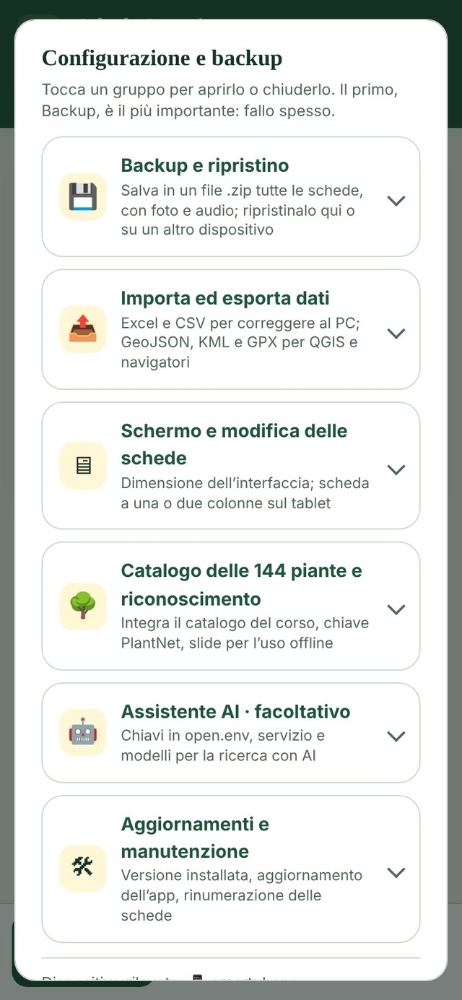 Configurazione e backup
Tocca un gruppo per aprirlo o chiuderlo. Il primo,
Backup, è il più importante: fallo spesso.
Backup e ripristino
Salva in un file .zip tutte le schede,
con foto e audio; ripristinalo qui o
su un altro dispositivo
Importa ed esporta dati
Excel e CSV per correggere al PC;
GeoJSON, KML e GPX per QGIS e
navigatori
Schermo e modifica delle
schede
Dimensione dell’interfaccia; scheda
a una o due colonne sul tablet
Catalogo delle 144 piante e
riconoscimento
Integra il catalogo del corso, chiave
PlantNet, slide per l’uso offline
Assistente AI · facoltativo
Chiavi in open.env, servizio e
modelli per la ricerca con AI
Aggiornamenti e
manutenzione
Versione installata, aggiornamento
dell’app, rinumerazione delle
schede